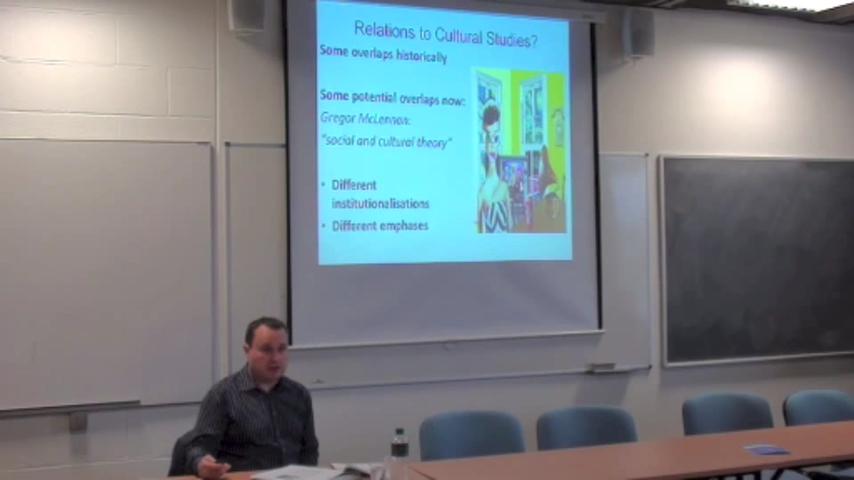 Relations to Cultural Studies?
Some overlaps historically
Some potential overlaps now:
Gregor McLennan:
"social and cultural theory"
• Different
institutionalisations
• Different emphases